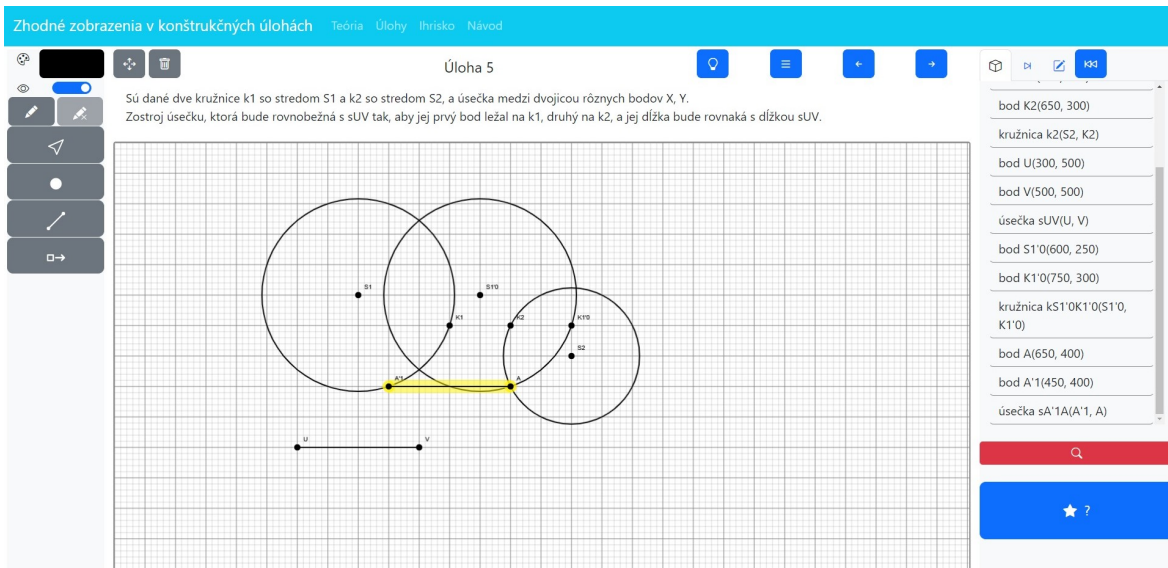 Zhodné zobrazenia v konštrukčných úlohách Teória Úlohy Ihrisko Návod
Úloha 5
Sú dané dve kružnice k1 so stredom S1 a k2 so stredom S2, a úsečka medzi dvojicou rôznych bodov X, Y.
Zostroj úsečku, ktorá bude rovnobežná s sUV tak, aby jej prvý bod ležal na k1, druhý na k2, a jej dĺžka bude rovnaká s dĺžkou sUV.
S1
S1'0
K1
K2
K1'0
S2
A'1
A
U
V
bod K2(650, 300)
kružnica k2(S2, K2)
bod U(300, 500)
bod V(500, 500)
úsečka sUV(U, V)
bod S1'0(600, 250)
bod K1'0(750, 300)
kružnica kS1'0K1'0(S1'0,
K1'0)
bod A(650, 400)
bod A'1(450, 400)
úsečka sA'1A(A'1, A)
?